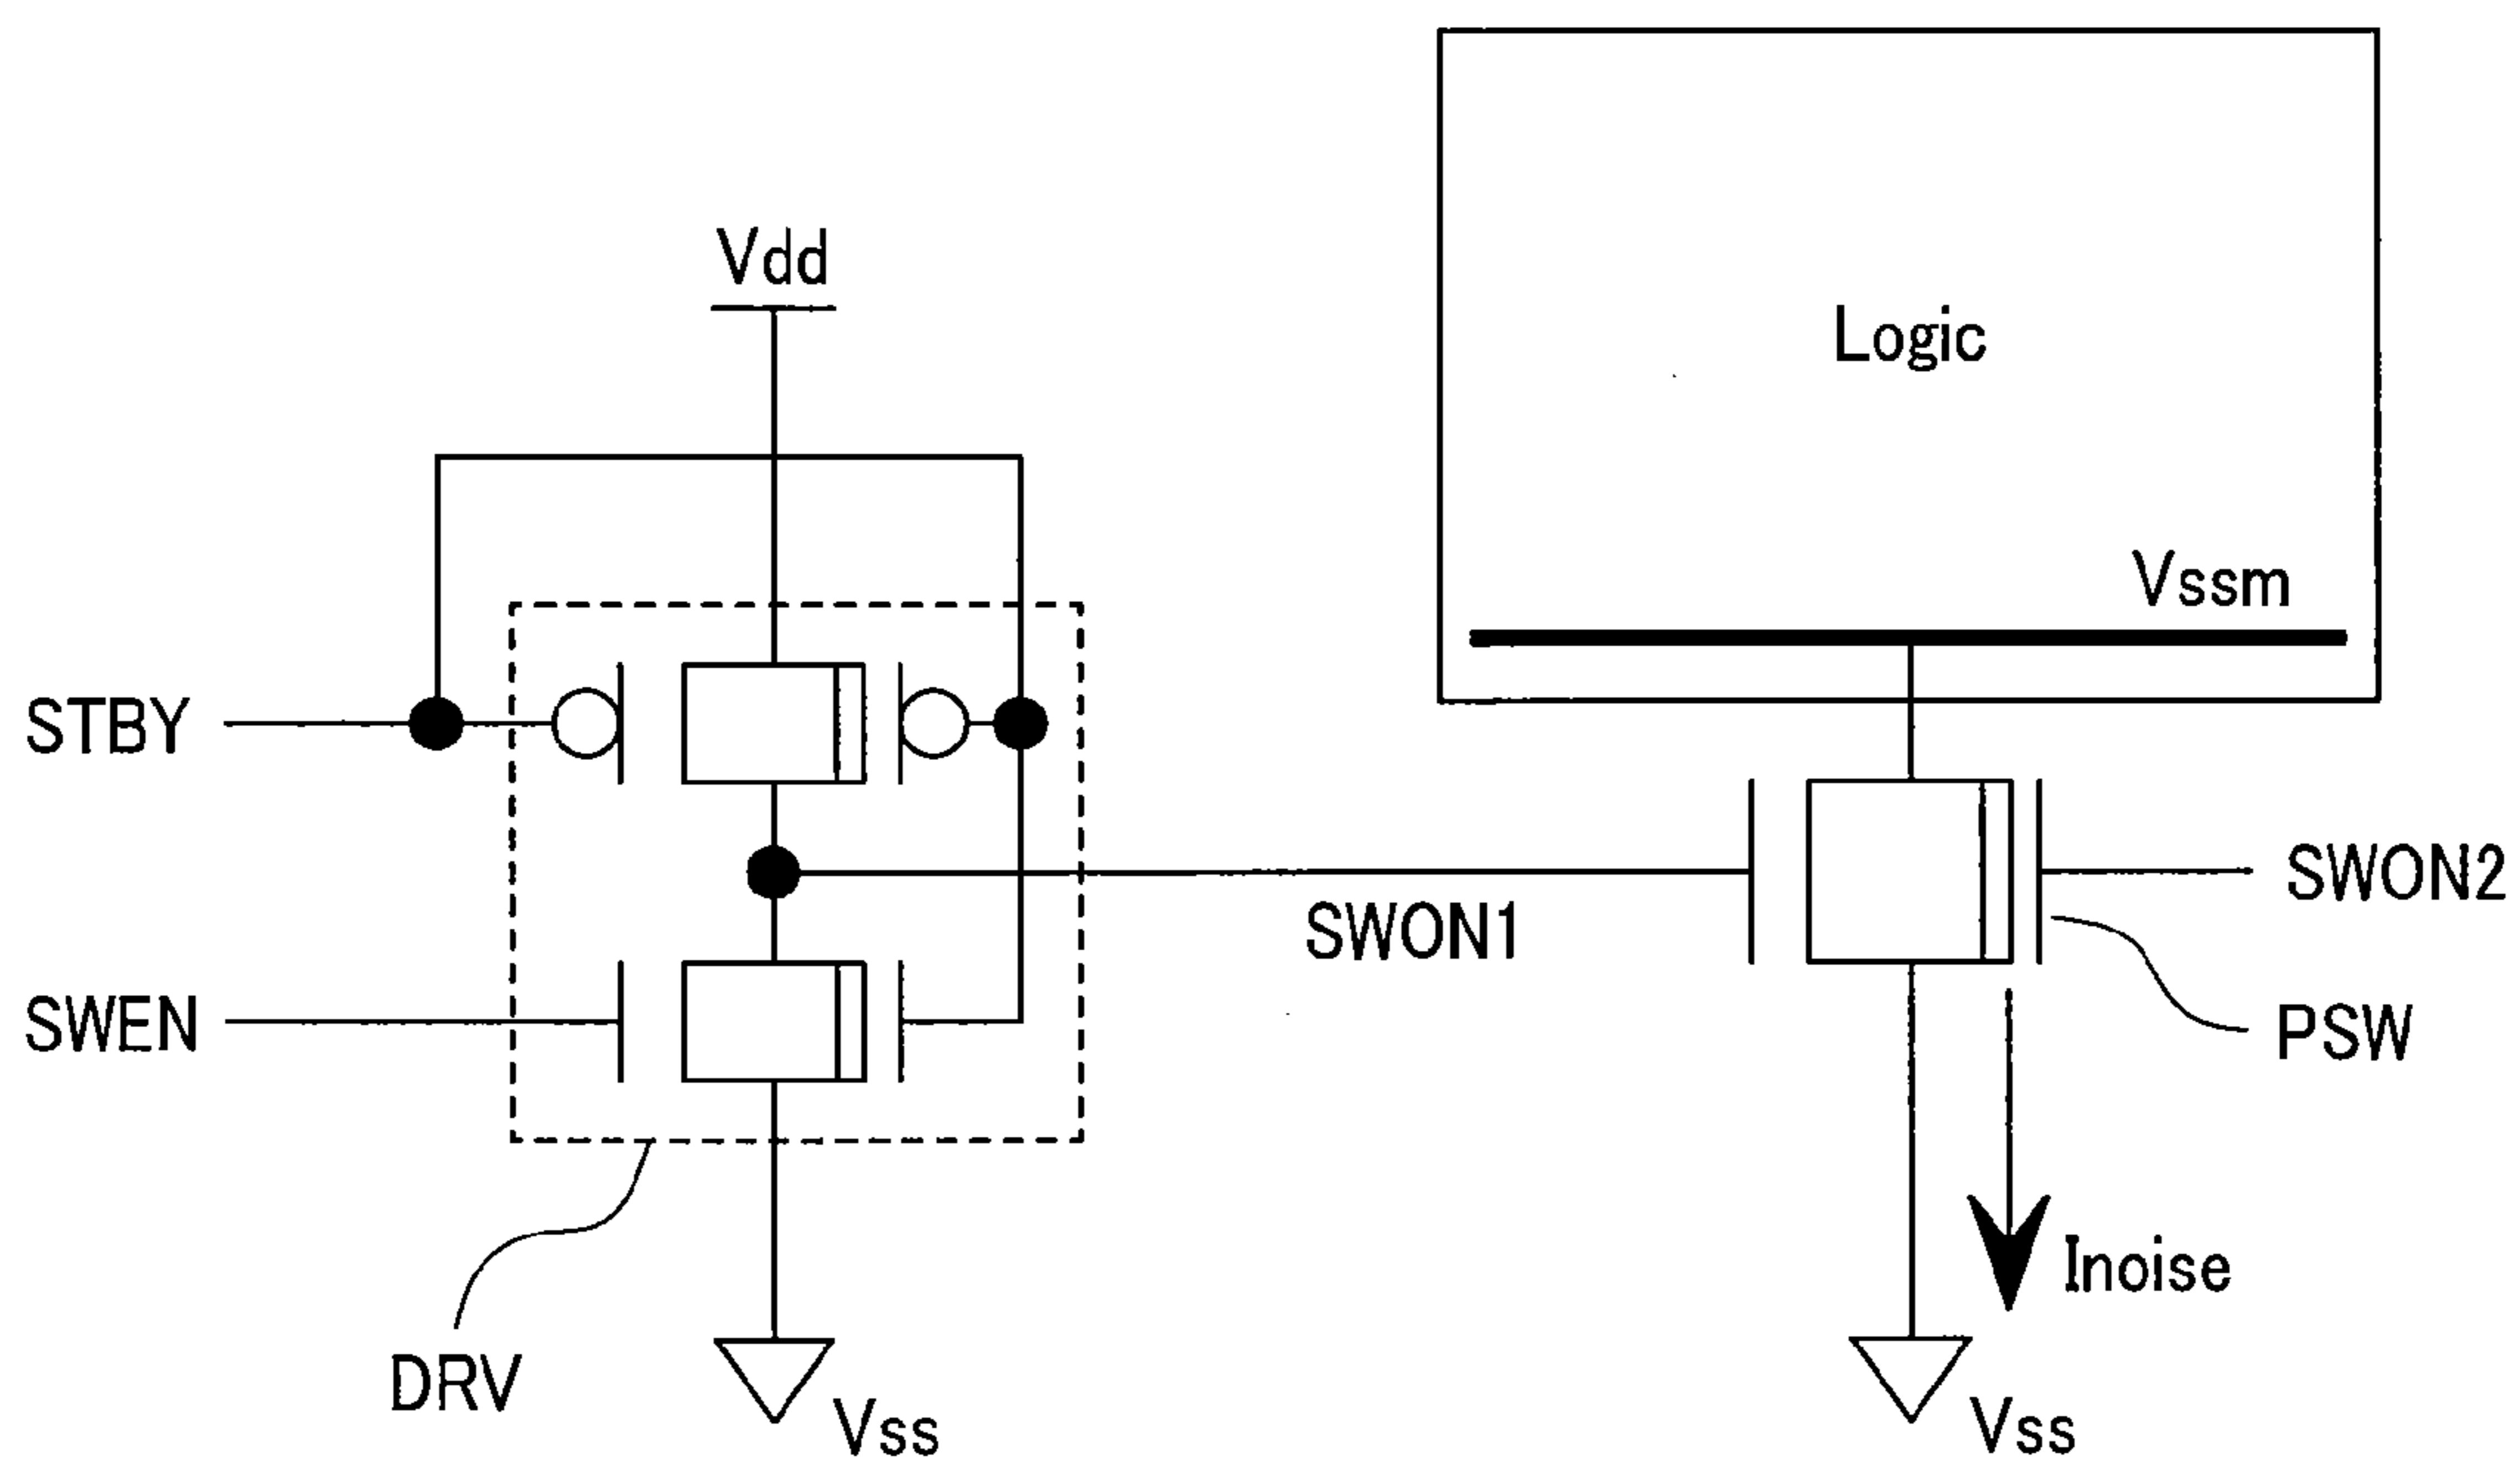 Vdd
Logic
Vssm
STBY
SWON1
SWON2
SWEN
PSW
Inoise
DRV
Vss
Vss